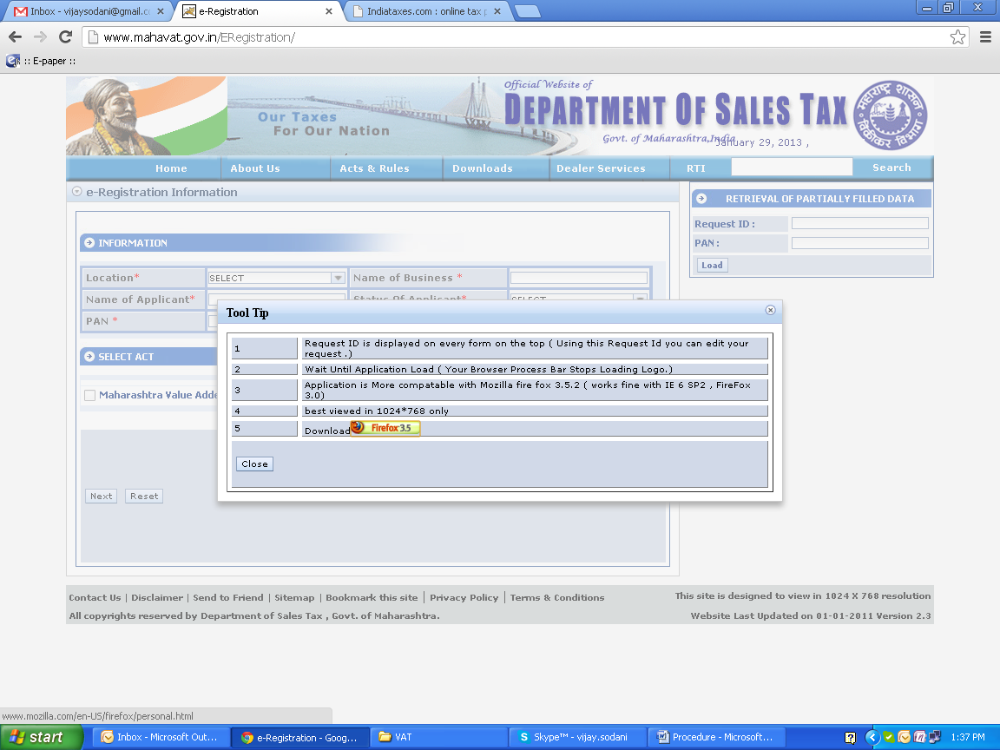 Inbox - vijaysodani@gmail.c
e-Registration
Indiataxes.com : online tax p
www.mahavat.gov.in/ERegistration/
:: E-paper ::
Our Taxes
For Our Nation
Official Website of
DEPARTMENT OF SALES TAX
Govt. of Maharashtra,India
January 29, 2013 ,
महाराष्ट्र शासन
विक्रीकर विभाग
Home About Us Acts & Rules Downloads Dealer Services RTI Search
e-Registration Information
RETRIEVAL OF PARTIALLY FILLED DATA
Request ID :
PAN :
Load
INFORMATION
Location* SELECT Name of Business *
Name of Applicant* Status Of Applicant* SELECT
PAN *
SELECT ACT
Maharashtra Value Adde
Next Reset
Tool Tip
1 Request ID is displayed on every form on the top ( Using this Request Id you can edit your
request .)
2 Wait Until Application Load ( Your Browser Process Bar Stops Loading Logo.)
3 Application is More compatable with Mozilla fire fox 3.5.2 ( works fine with IE 6 SP2 , FireFox
3.0)
4 best viewed in 1024*768 only
5 Download Firefox 3.5
Close
Contact Us | Disclaimer | Send to Friend | Sitemap | Bookmark this site | Privacy Policy | Terms & Conditions
This site is designed to view in 1024 X 768 resolution
All copyrights reserved by Department of Sales Tax , Govt. of Maharashtra.
Website Last Updated on 01-01-2011 Version 2.3
www.mozilla.com/en-US/firefox/personal.html
start
Inbox - Microsoft Out...
e-Registration - Goog...
VAT
Skype™ - vijay.sodani
Procedure - Microsoft...
1:37 PM